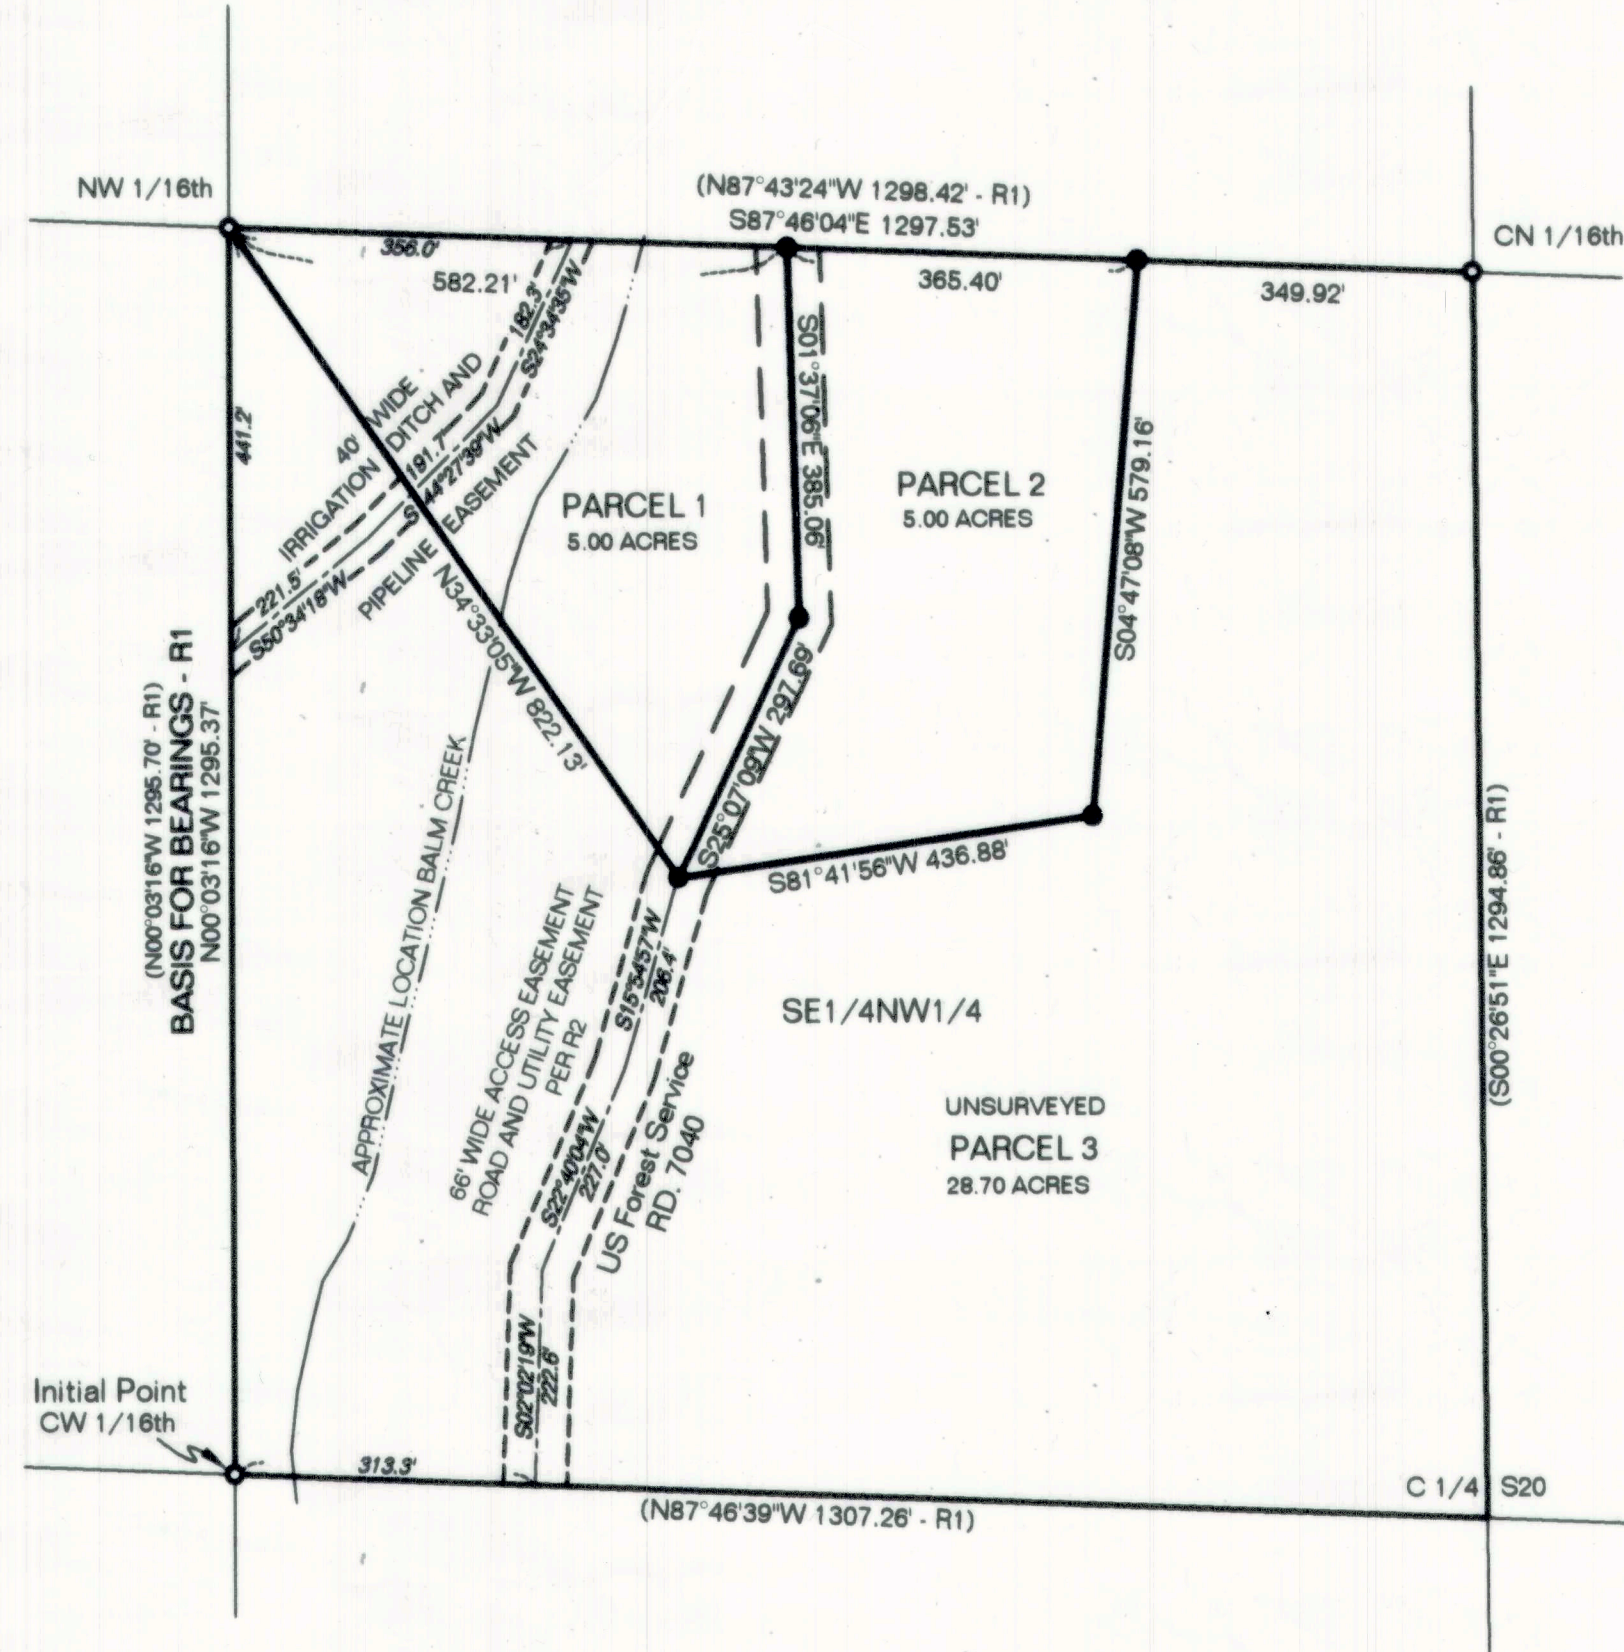 (N87°43'24"W 1298.42' - R1)
S87°46'04"E 1297.53'
NW 1/16th
CN 1/16th
356.0'
582.21'
365.40'
349.92'
182.3'
S24°34'35"W
S01°37'06"E 385.06'
S04°47'08"W 579.16'
441.2'
40' WIDE
IRRIGATION DITCH AND
PIPELINE EASEMENT
191.7'
S44°27'39"W
221.5'
S50°34'18"W
PARCEL 1
5.00 ACRES
PARCEL 2
5.00 ACRES
N34°33'05"W 822.13'
S25°07'09"W 297.69'
S81°41'56"W 436.88'
(N00°03'16"W 1295.70' - R1)
BASIS FOR BEARINGS - R1
N00°03'16"W 1295.37'
APPROXIMATE LOCATION BALM CREEK
66' WIDE ACCESS EASEMENT
ROAD AND UTILITY EASEMENT
PER R2
S15°54'57"W
206.4'
S22°40'04"W
227.0'
US Forest Service
RD. 7040
S02°02'19"W
222.6'
SE1/4NW1/4
UNSURVEYED
PARCEL 3
28.70 ACRES
(S00°26'51"E 1294.86' - R1)
Initial Point
CW 1/16th
313.3'
(N87°46'39"W 1307.26' - R1)
C 1/4 S20